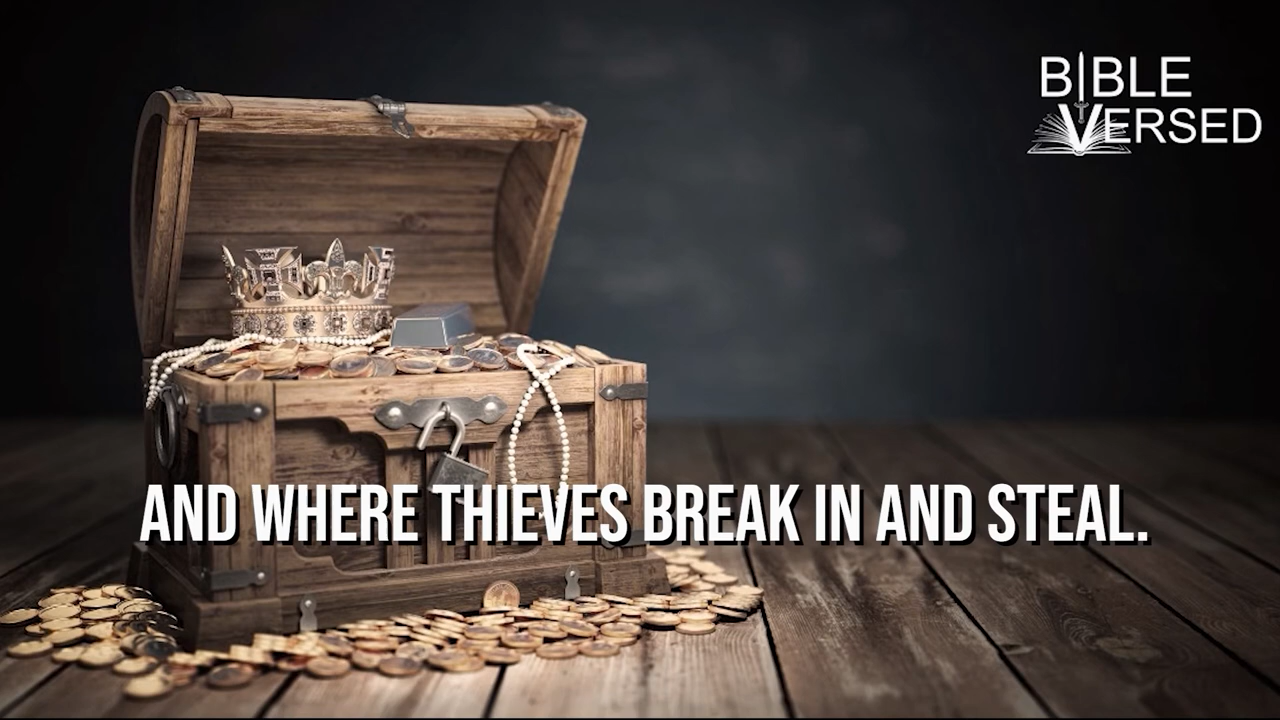 BIBLE
VERSED
AND WHERE THIEVES BREAK IN AND STEAL.